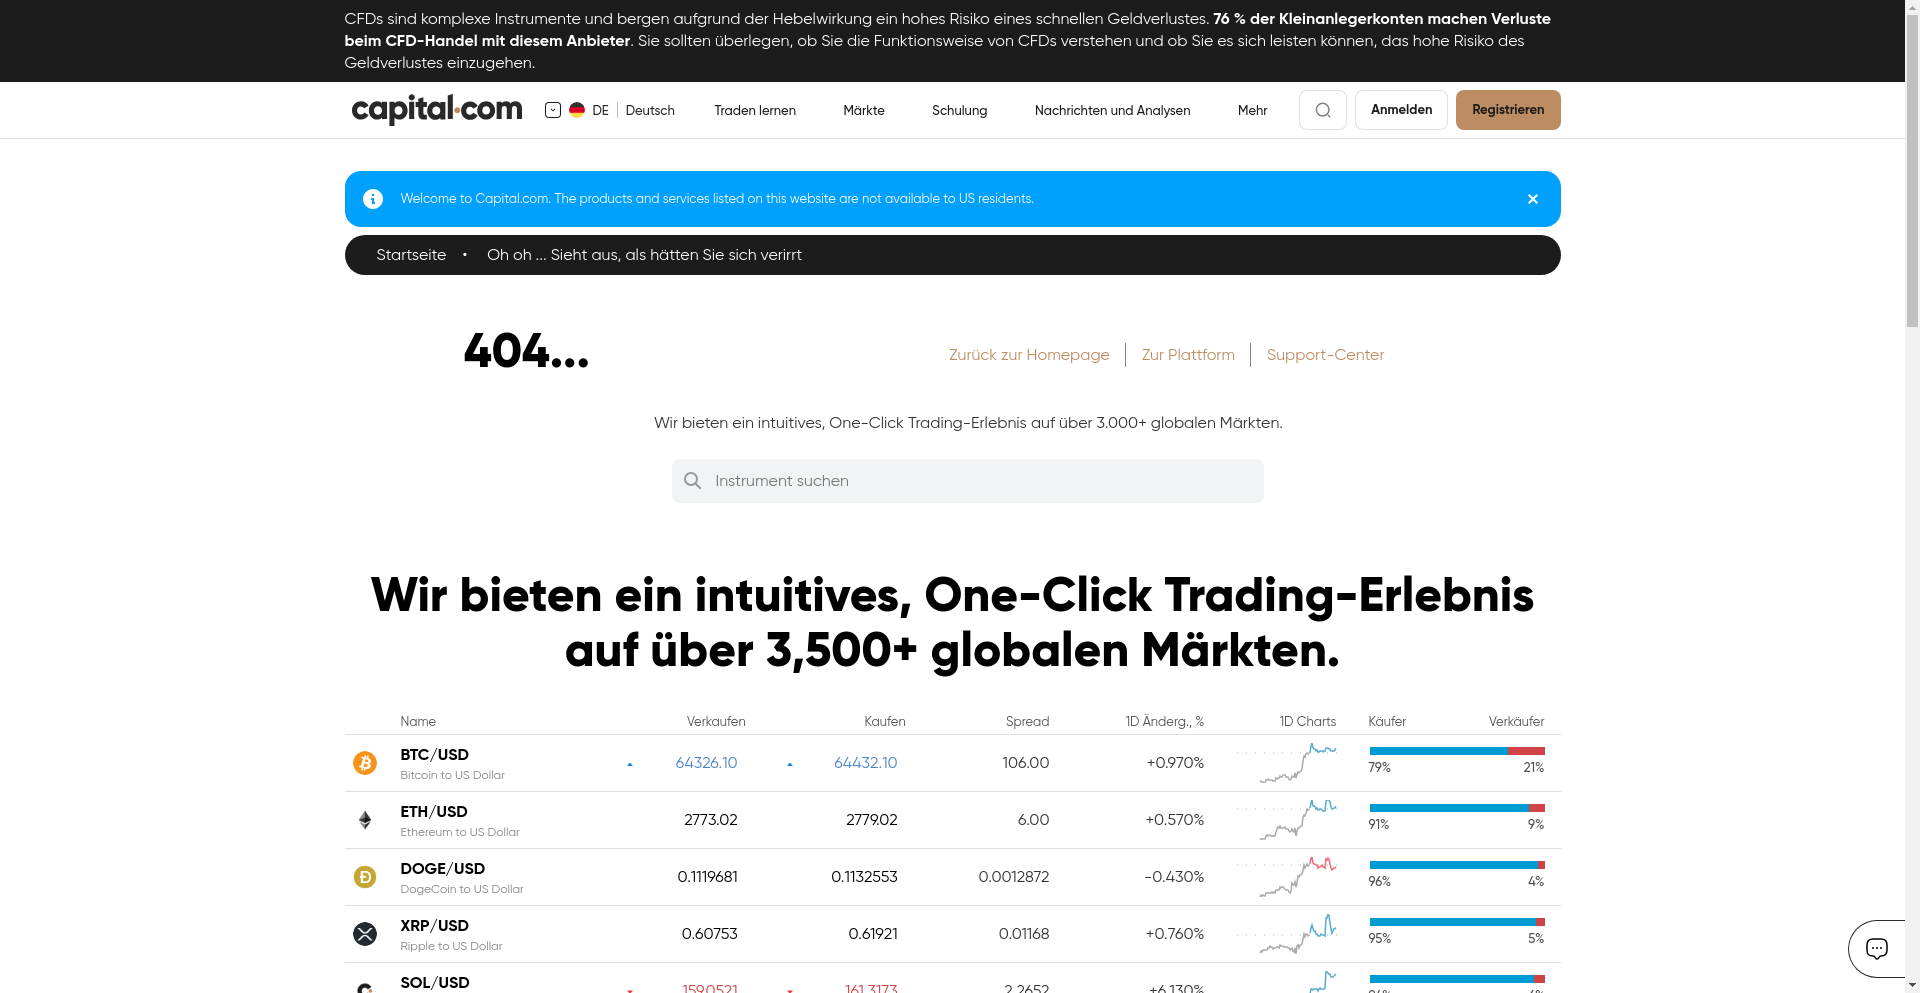 CFDs sind komplexe Instrumente und bergen aufgrund der Hebelwirkung ein hohes Risiko eines schnellen Geldverlustes. 76 % der Kleinanlegerkonten machen Verluste
beim CFD-Handel mit diesem Anbieter. Sie sollten überlegen, ob Sie die Funktionsweise von CFDs verstehen und ob Sie es sich leisten können, das hohe Risiko des
Geldverlustes einzugehen.
capital.com DE Deutsch Traden lernen Märkte Schulung Nachrichten und Analysen Mehr Anmelden Registrieren
Welcome to Capital.com. The products and services listed on this website are not available to US residents.
Startseite • Oh oh ... Sieht aus, als hätten Sie sich verirrt
404...
Zurück zur Homepage Zur Plattform Support-Center
Wir bieten ein intuitives, One-Click Trading-Erlebnis auf über 3.000+ globalen Märkten.
Instrument suchen
Wir bieten ein intuitives, One-Click Trading-Erlebnis
auf über 3,500+ globalen Märkten.
Name Verkaufen Kaufen Spread 1D Änderg., % 1D Charts Käufer Verkäufer
BTC/USD
Bitcoin to US Dollar
64326.10 64432.10 106.00 +0.970% 79% 21%
ETH/USD
Ethereum to US Dollar
2773.02 2779.02 6.00 +0.570% 91% 9%
DOGE/USD
DogeCoin to US Dollar
0.1119681 0.1132553 0.0012872 -0.430% 96% 4%
XRP/USD
Ripple to US Dollar
0.60753 0.61921 0.01168 +0.760% 95% 5%
SOL/USD
159.0521 161.3173 2.2652 +6.130%